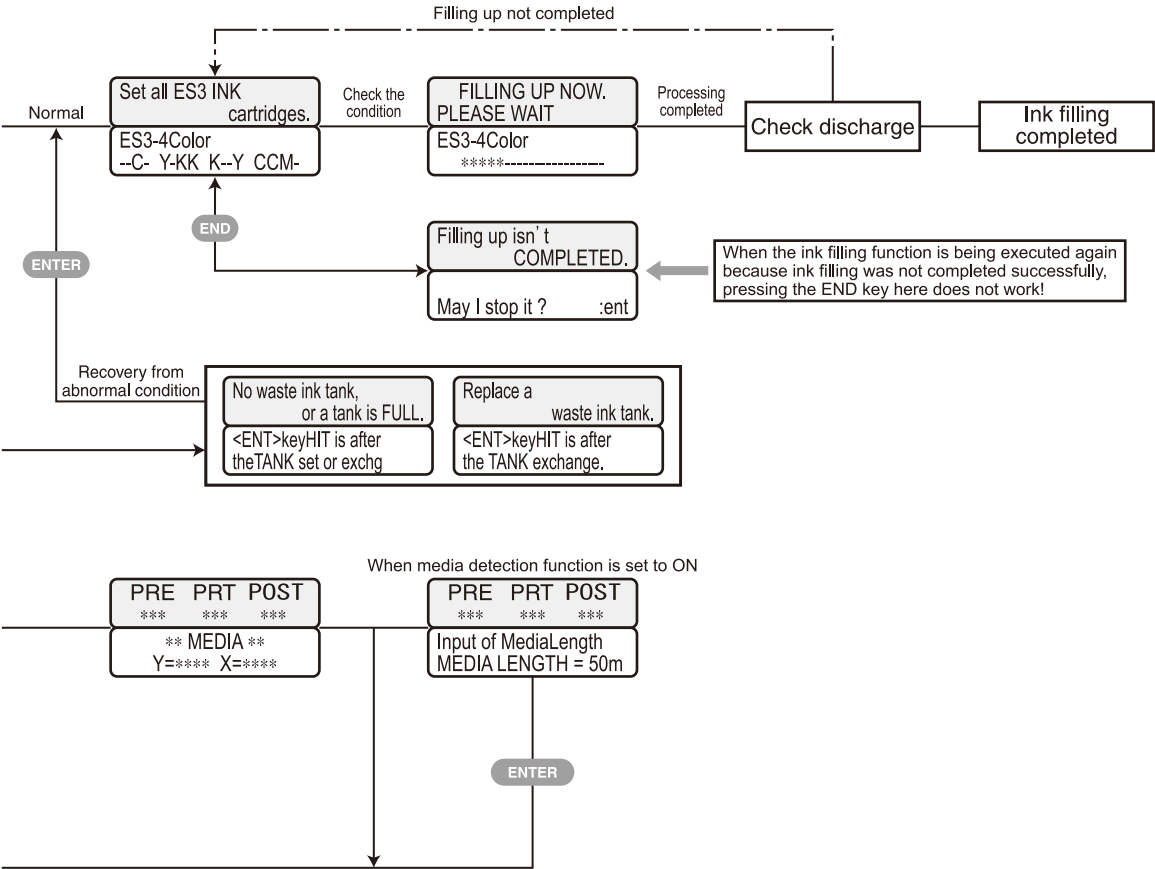 Filling up not completed
Normal
Set all ES3 INK
cartridges.
ES3-4Color
--C- Y-KK K--Y CCM-
Check the
condition
FILLING UP NOW.
PLEASE WAIT
ES3-4Color
*****------------------
Processing
completed
Check discharge
Ink filling
completed
END
ENTER
Filling up isn't
COMPLETED.
May I stop it ? :ent
When the ink filling function is being executed again
because ink filling was not completed successfully,
pressing the END key here does not work!
Recovery from
abnormal condition
No waste ink tank,
or a tank is FULL.
<ENT>keyHIT is after
theTANK set or exchg
Replace a
waste ink tank.
<ENT>keyHIT is after
the TANK exchange.
When media detection function is set to ON
PRE PRT POST
*** *** ***
** MEDIA **
Y=**** X=****
PRE PRT POST
*** *** ***
Input of MediaLength
MEDIA LENGTH = 50m
ENTER